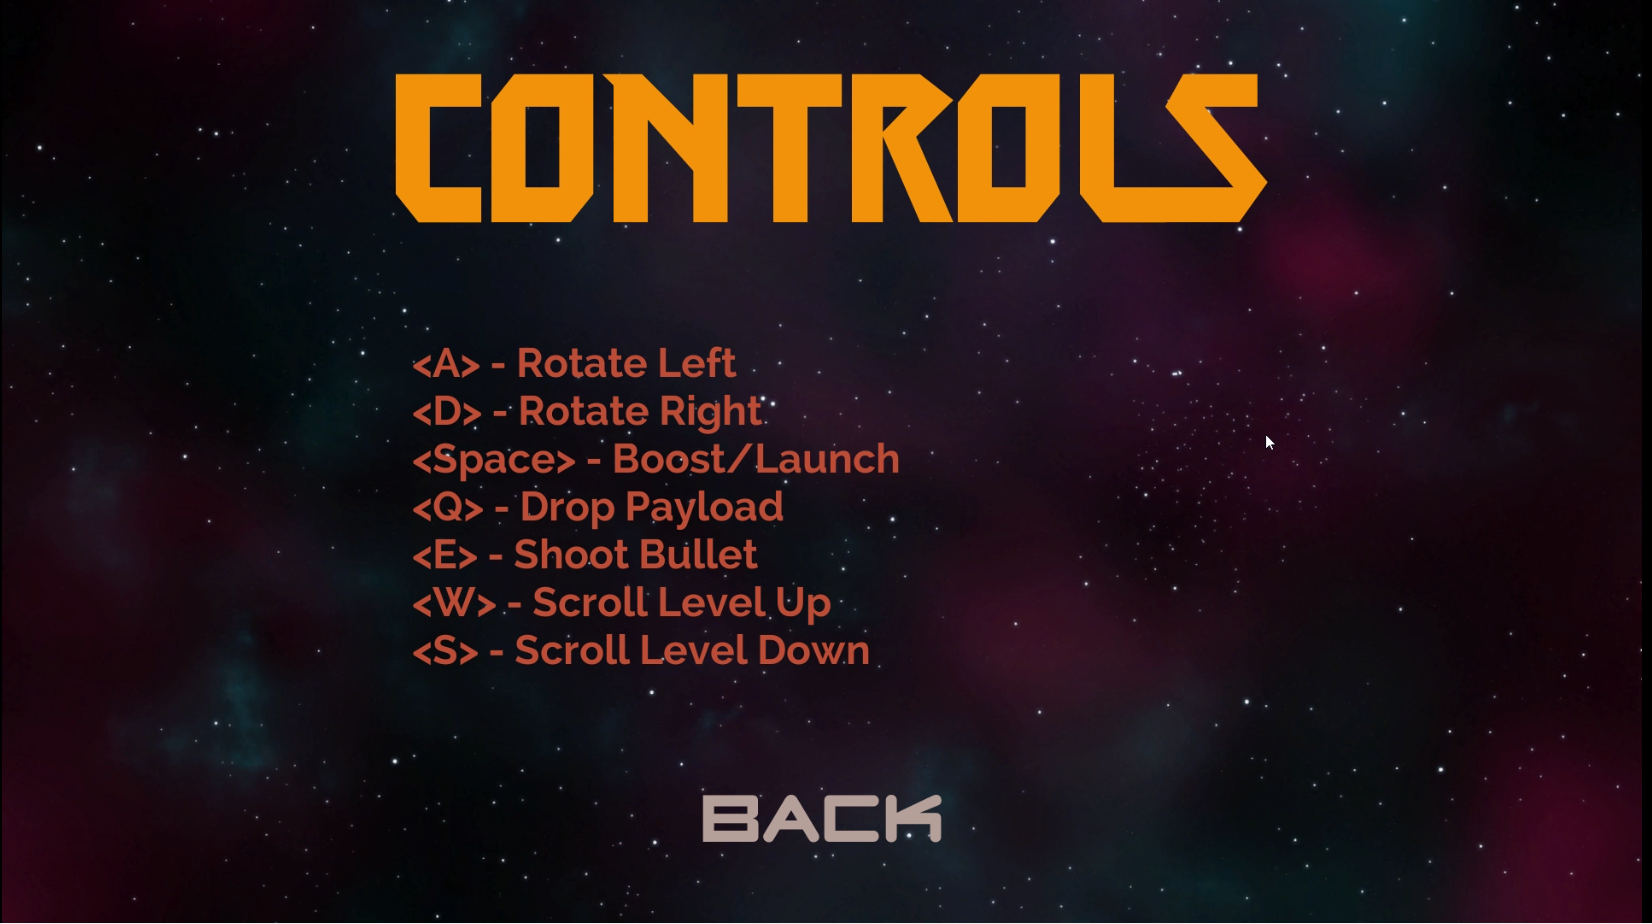 CONTROLS
<A> - Rotate Left
<D> - Rotate Right
<Space> - Boost/Launch
<Q> - Drop Payload
<E> - Shoot Bullet
<W> - Scroll Level Up
<S> - Scroll Level Down
BACK